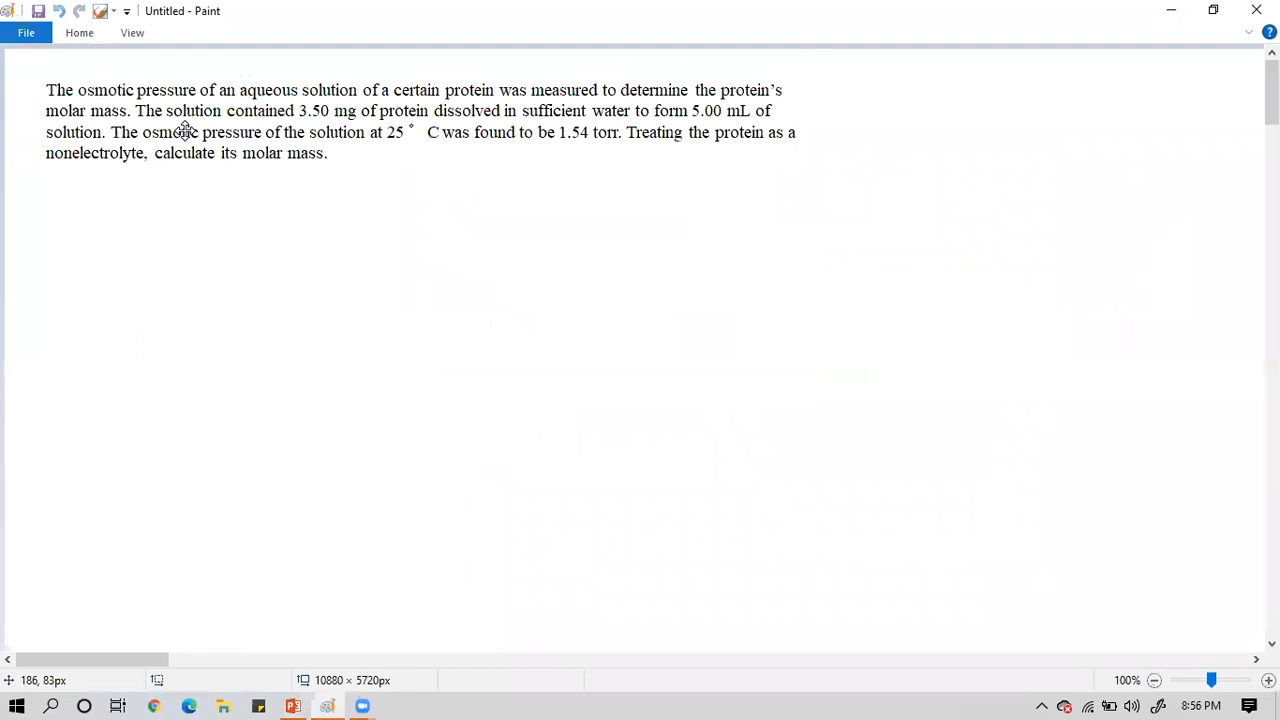 Untitled - Paint
File Home View
The osmotic pressure of an aqueous solution of a certain protein was measured to determine the protein's
molar mass. The solution contained 3.50 mg of protein dissolved in sufficient water to form 5.00 mL of
solution. The osmotic pressure of the solution at 25 ° C was found to be 1.54 torr. Treating the protein as a
nonelectrolyte, calculate its molar mass.
186, 83px 10880 × 5720px 100%
8:56 PM